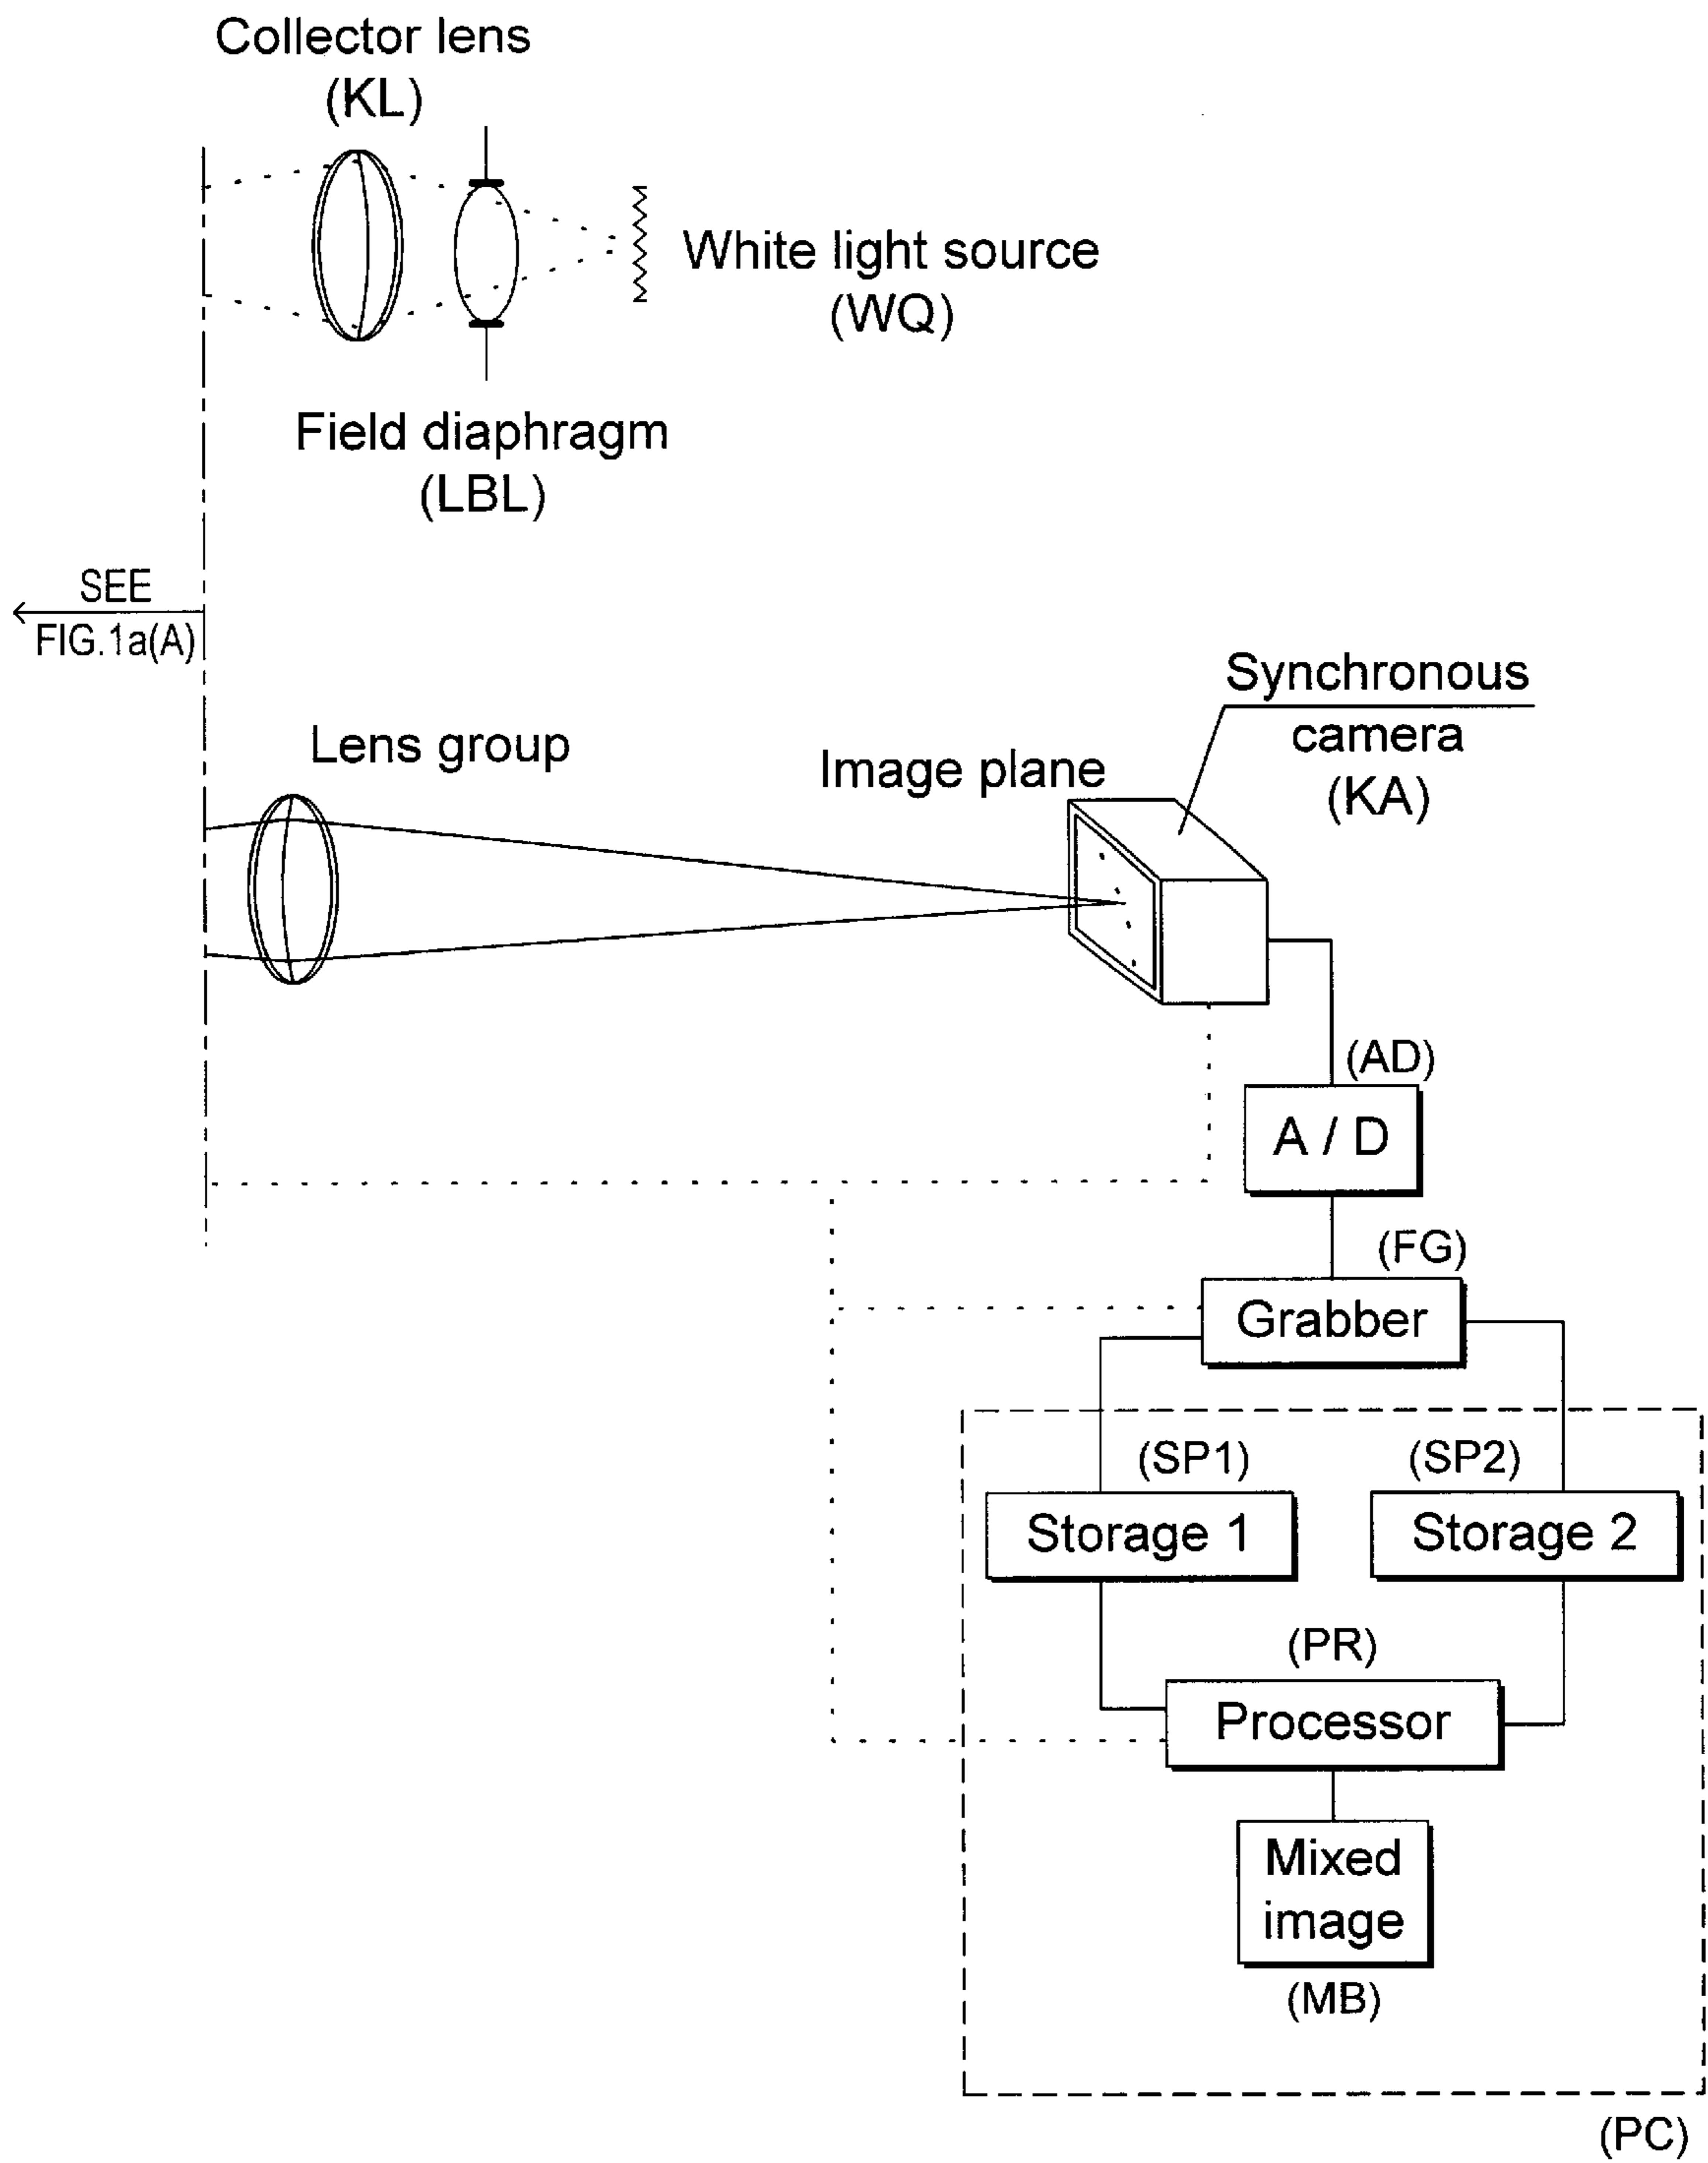 Collector lens
(KL)
White light source
(WQ)
Field diaphragm
(LBL)
SEE
FIG.1a(A)
Synchronous
camera
(KA)
Lens group
Image plane
(AD)
A / D
(FG)
Grabber
(SP1)
(SP2)
Storage 1
Storage 2
(PR)
Processor
Mixed
image
(MB)
(PC)